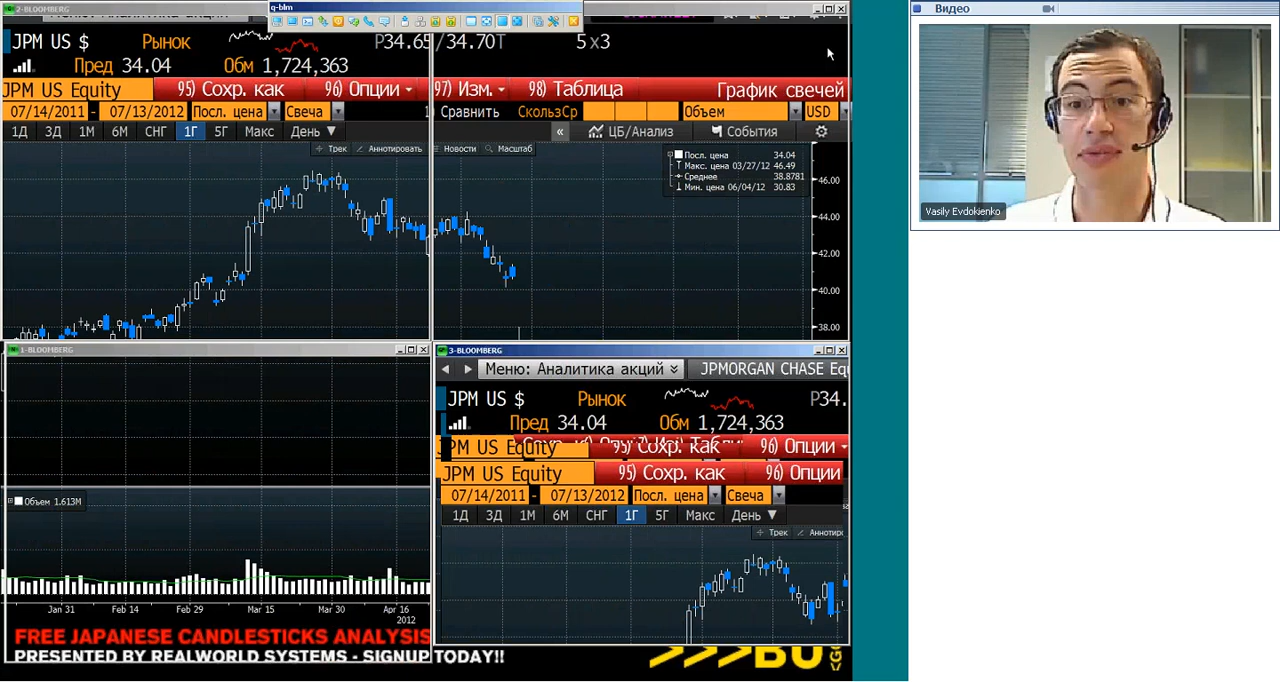 2-BLOOMBERG
q-blm
JPM US $ Рынок P34.65/34.70T 5x3
Пред 34.04 Обм 1,724,363
JPM US Equity 95) Сохр. как 96) Опции 97) Изм. 98) Таблица График свечей
07/14/2011 - 07/13/2012 Посл. цена Свеча Сравнить СкользСр Объем USD
1Д 3Д 1М 6М СНГ 1Г 5Г Макс День ▼ « ЦБ/Анализ События
Трек Аннотировать Новости Масштаб
Посл. цена 34.04
Макс. цена 03/27/12 46.49
Среднее 38.8781
Мин. цена 06/04/12 30.83
46.00
44.00
42.00
40.00
38.00
1-BLOOMBERG
Объем 1.613M
Jan 31 Feb 14 Feb 29 Mar 15 Mar 30 Apr 16
2012
FREE JAPANESE CANDLESTICKS ANALYSIS
PRESENTED BY REALWORLD SYSTEMS - SIGNUP TODAY!!
3-BLOOMBERG
Меню: Аналитика акций JPMORGAN CHASE Equ
JPM US $ Рынок P34.
Пред 34.04 Обм 1,724,363
JPM US Equity 95) Сохр. как 96) Опции
JPM US Equity 95) Сохр. как 96) Опции
07/14/2011 - 07/13/2012 Посл. цена Свеча
1Д 3Д 1М 6М СНГ 1Г 5Г Макс День ▼
Трек Аннотирс
>>>BU
Видео
Vasily Evdokienko